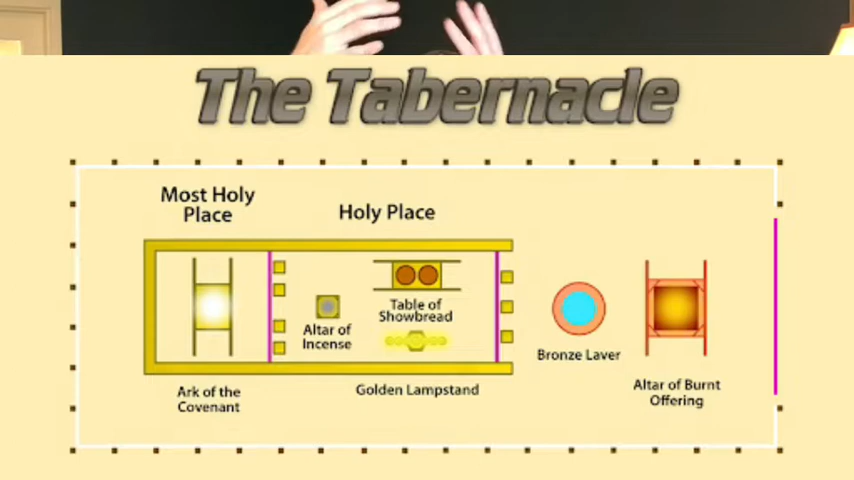 The Tabernacle
Most Holy
Place
Holy Place
Table of
Showbread
Altar of
Incense
Bronze Laver
Golden Lampstand
Ark of the
Covenant
Altar of Burnt
Offering